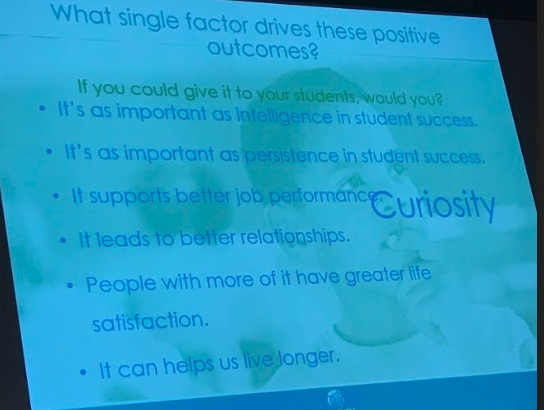 What single factor drives these positive
outcomes?
If you could give it to your students, would you?
• It's as important as intelligence in student success.
• It's as important as persistence in student success.
• It supports better job performance.
Curiosity
• It leads to better relationships.
• People with more of it have greater life
satisfaction.
• It can helps us live longer.